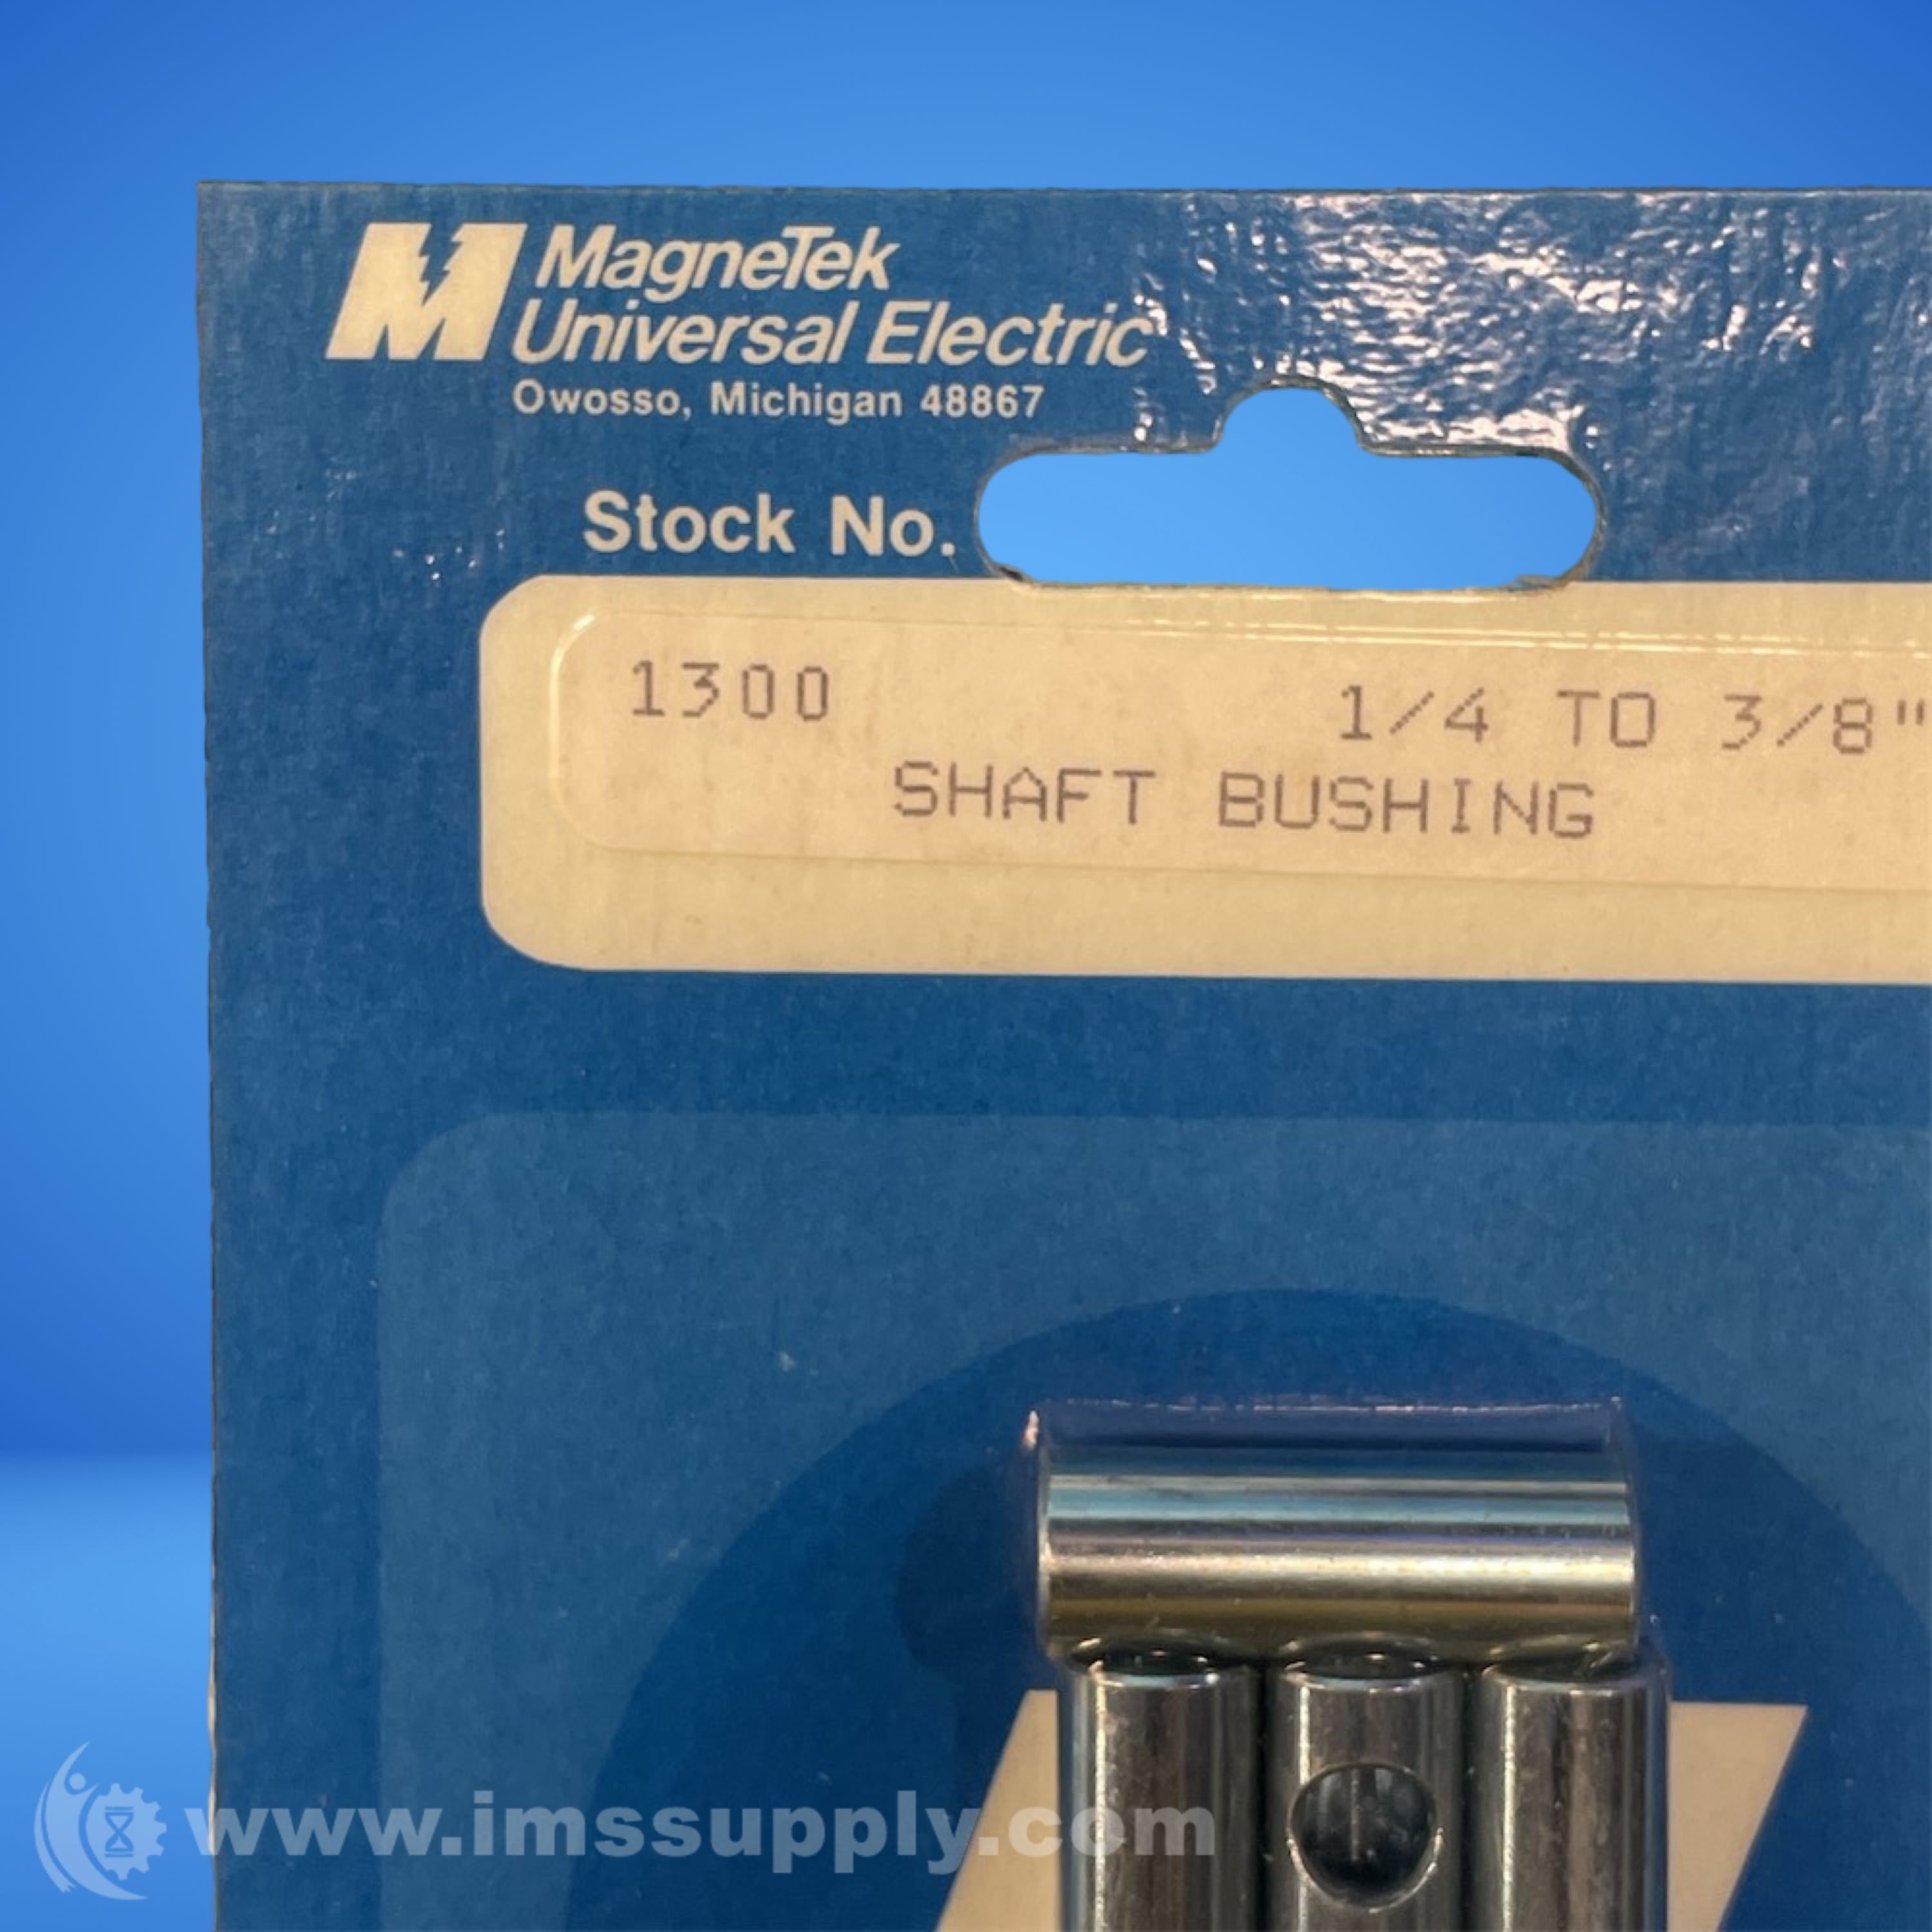 MagneTek
Universal Electric
Owosso, Michigan 48867
Stock No.
1300 1/4 TO 3/8"
SHAFT BUSHING
www.imssupply.com